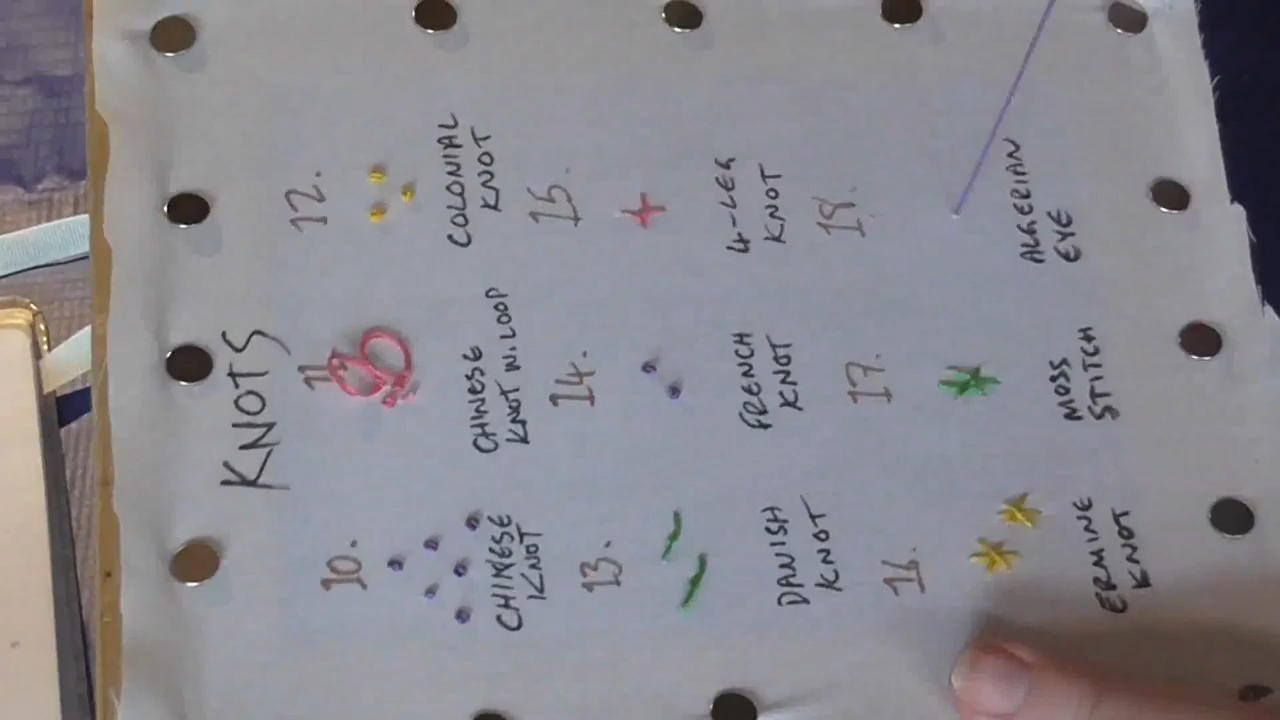 KNOTS
10.
11.
12.
CHINESE
KNOT
CHINESE
KNOT W. LOOP
COLONIAL
KNOT
13.
14.
15.
DANISH
KNOT
FRENCH
KNOT
4-LEG
KNOT
16.
17.
18.
ERMINE
KNOT
MOSS
STITCH
ALGERIAN
EYE